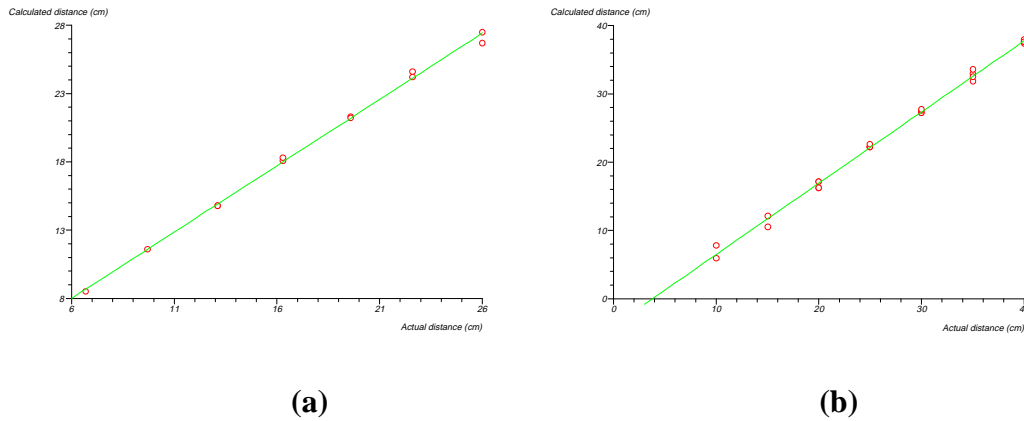 Calculated distance (cm)
28
23
18
13
8
6 11 16 21 26
Actual distance (cm)
(a)
Calculated distance (cm)
40
30
20
10
0
0 10 20 30 4
Actual distance (cm)
(b)